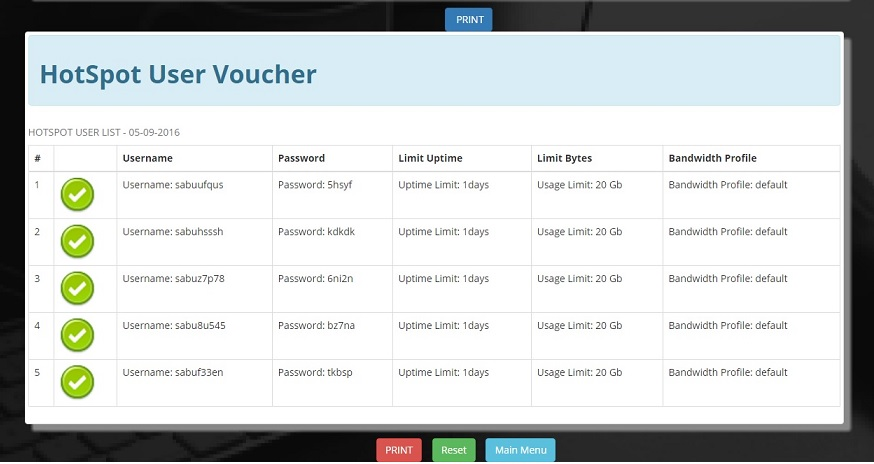 PRINT
HotSpot User Voucher
HOTSPOT USER LIST - 05-09-2016
# Username Password Limit Uptime Limit Bytes Bandwidth Profile
1 Username: sabuufqus Password: 5hsyf Uptime Limit: 1days Usage Limit: 20 Gb Bandwidth Profile: default
2 Username: sabuhsssh Password: kdkdk Uptime Limit: 1days Usage Limit: 20 Gb Bandwidth Profile: default
3 Username: sabuz7p78 Password: 6ni2n Uptime Limit: 1days Usage Limit: 20 Gb Bandwidth Profile: default
4 Username: sabu8u545 Password: bz7na Uptime Limit: 1days Usage Limit: 20 Gb Bandwidth Profile: default
5 Username: sabuf33en Password: tkbsp Uptime Limit: 1days Usage Limit: 20 Gb Bandwidth Profile: default
PRINT Reset Main Menu